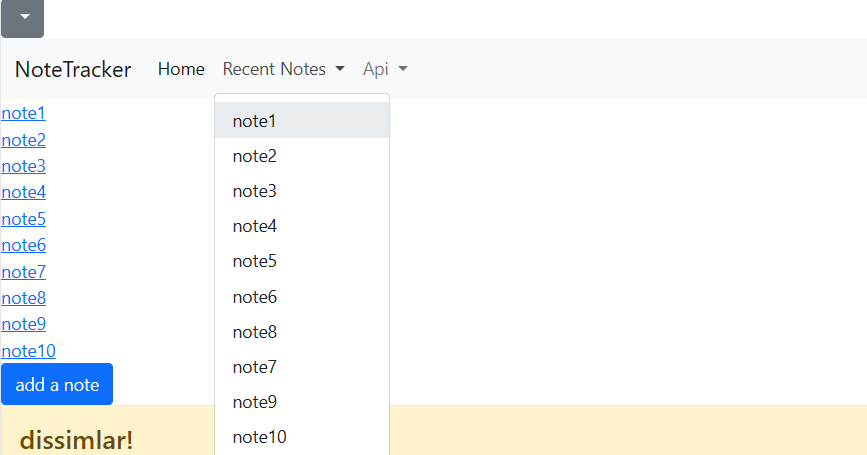 NoteTracker Home Recent Notes Api
note1
note2
note3
note4
note5
note6
note7
note8
note9
note10
add a note
dissimlar!
note1
note2
note3
note4
note5
note6
note8
note7
note9
note10